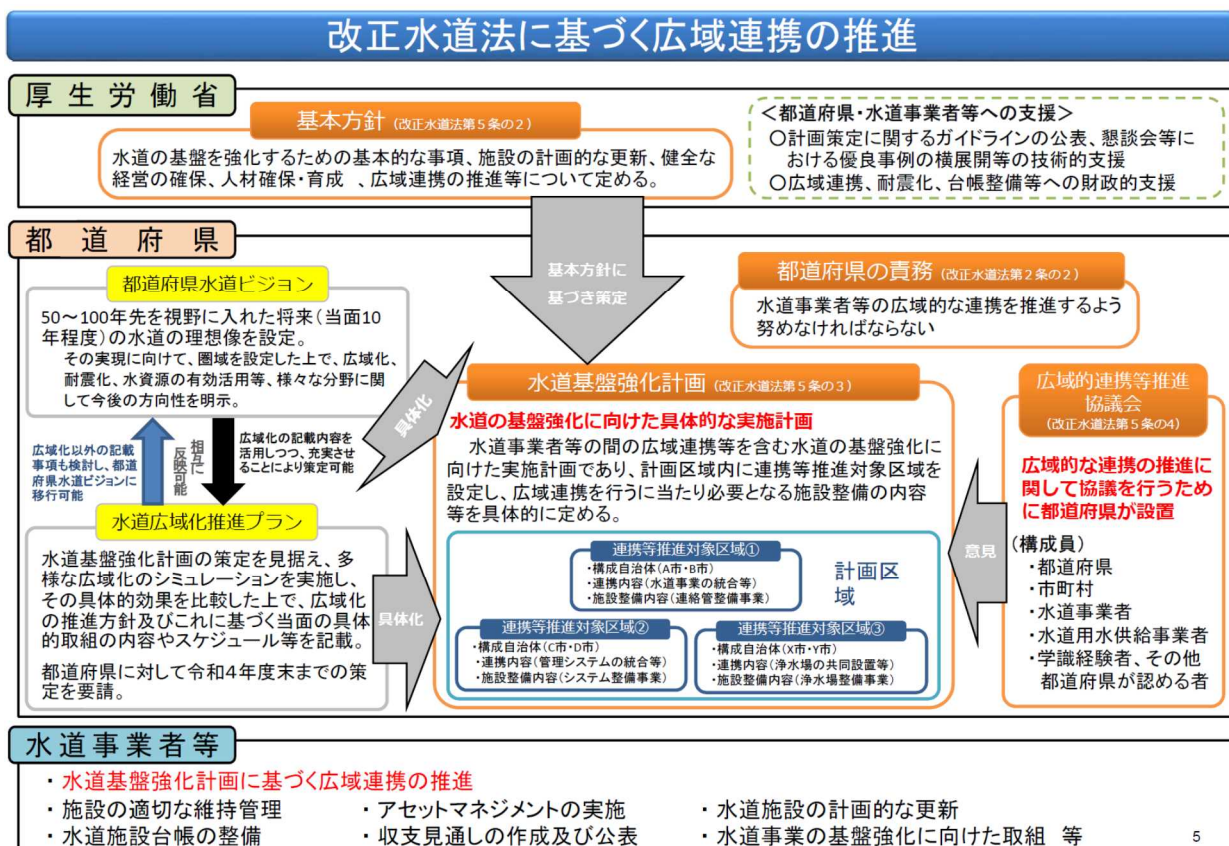 改正水道法に基づく広域連携の推進
厚生労働省
基本方針（改正水道法第５条の２）
水道の基盤を強化するための基本的な事項、施設の計画的な更新、健全な
経営の確保、人材確保・育成 、広域連携の推進等について定める。
＜都道府県・水道事業者等への支援＞
○計画策定に関するガイドラインの公表、懇談会等に
おける優良事例の横展開等の技術的支援
○広域連携、耐震化、台帳整備等への財政的支援
都道府県
基本方針に
基づき策定
都道府県の責務（改正水道法第２条の２）
水道事業者等の広域的な連携を推進するよう
努めなければならない
都道府県水道ビジョン
50～100年先を視野に入れた将来（当面10
年程度）の水道の理想像を設定。
その実現に向けて、圏域を設定した上で、広域化、
耐震化、水資源の有効活用等、様々な分野に関
して今後の方向性を明示。
具体化
広域化以外の記載
事項も検討し、都道
府県水道ビジョンに
移行可能
相互に
反映可能
広域化の記載内容を
活用しつつ、充実させ
ることにより策定可能
水道広域化推進プラン
水道基盤強化計画の策定を見据え、多
様な広域化のシミュレーションを実施し、
その具体的効果を比較した上で、広域化
の推進方針及びこれに基づく当面の具体
的取組の内容やスケジュール等を記載。
都道府県に対して令和４年度末までの策
定を要請。
具体化
水道基盤強化計画（改正水道法第５条の３）
水道の基盤強化に向けた具体的な実施計画
水道事業者等の間の広域連携等を含む水道の基盤強化に
向けた実施計画であり、計画区域内に連携等推進対象区域を
設定し、広域連携を行うに当たり必要となる施設整備の内容
等を具体的に定める。
連携等推進対象区域①
・構成自治体（A市・B市）
・連携内容（水道事業の統合等）
・施設整備内容（連絡管整備事業）
計画区
域
連携等推進対象区域②
・構成自治体（C市・D市）
・連携内容（管理システムの統合等）
・施設整備内容（システム整備事業）
連携等推進対象区域③
・構成自治体（X市・Y市）
・連携内容（浄水場の共同設置等）
・施設整備内容（浄水場整備事業）
意見
広域的連携等推進
協議会
（改正水道法第５条の４）
広域的な連携の推進に
関して協議を行うため
に都道府県が設置
（構成員）
・都道府県
・市町村
・水道事業者
・水道用水供給事業者
・学識経験者、その他
都道府県が認める者
水道事業者等
・水道基盤強化計画に基づく広域連携の推進
・施設の適切な維持管理 ・アセットマネジメントの実施 ・水道施設の計画的な更新
・水道施設台帳の整備 ・収支見通しの作成及び公表 ・水道事業の基盤強化に向けた取組 等
5